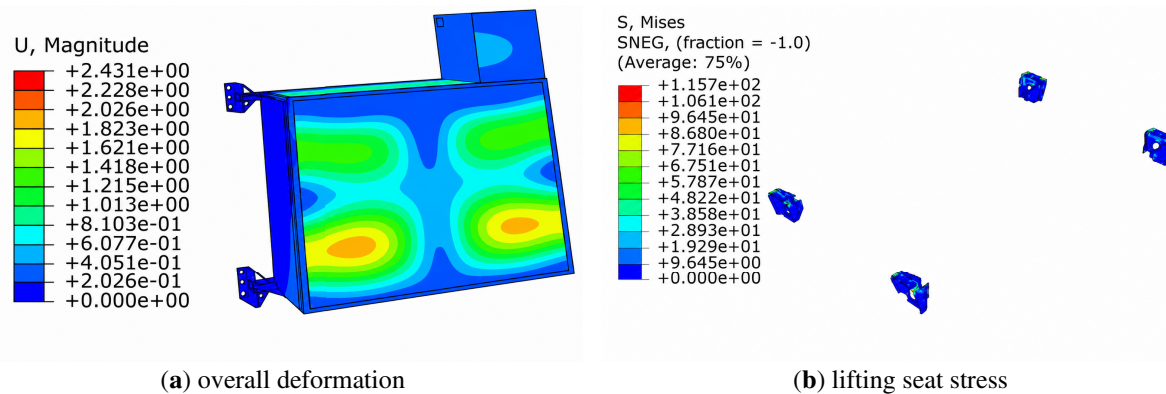 U, Magnitude
+2.431e+00
+2.228e+00
+2.026e+00
+1.823e+00
+1.621e+00
+1.418e+00
+1.215e+00
+1.013e+00
+8.103e-01
+6.077e-01
+4.051e-01
+2.026e-01
+0.000e+00
(a) overall deformation
S, Mises
SNEG, (fraction = -1.0)
(Average: 75%)
+1.157e+02
+1.061e+02
+9.645e+01
+8.680e+01
+7.716e+01
+6.751e+01
+5.787e+01
+4.822e+01
+3.858e+01
+2.893e+01
+1.929e+01
+9.645e+00
+0.000e+00
(b) lifting seat stress